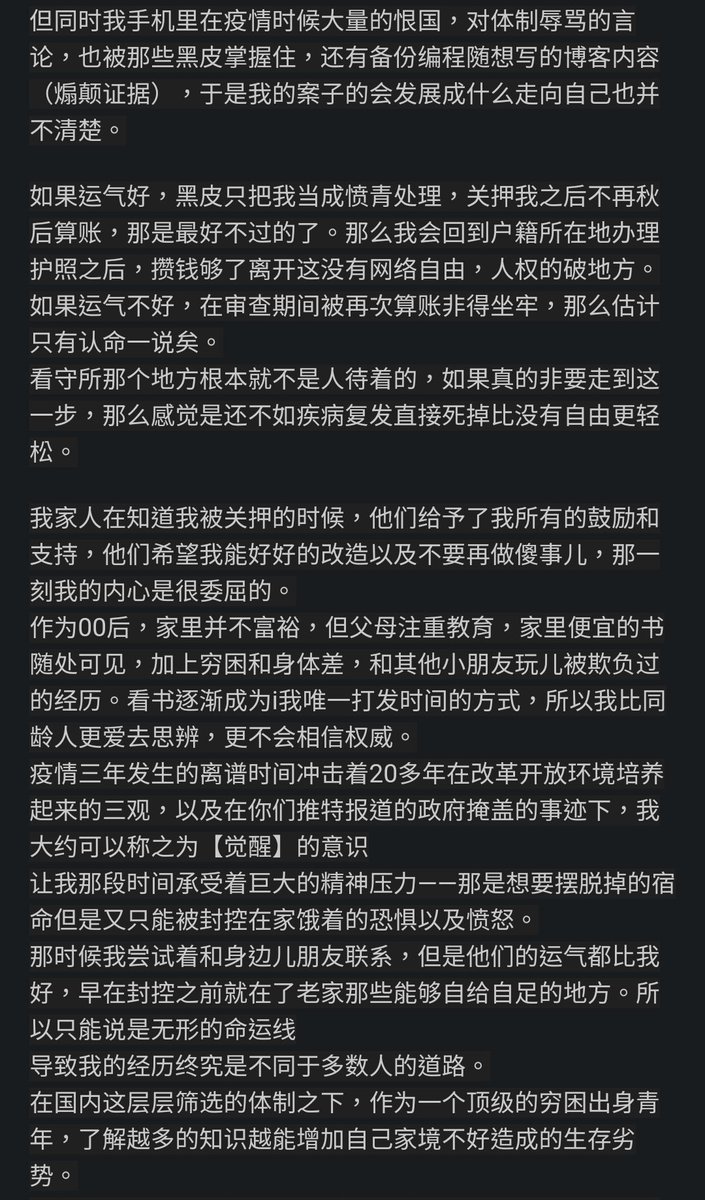 但同时我手机里在疫情时候大量的恨国，对体制辱骂的言
论，也被那些黑皮掌握住，还有备份编程随想写的博客内容
（煽颠证据），于是我的案子的会发展成什么走向自己也并
不清楚。
如果运气好，黑皮只把我当成愤青处理，关押我之后不再秋
后算账，那是最好不过的了。那么我会回到户籍所在地办理
护照之后，攒钱够了离开这没有网络自由，人权的破地方。
如果运气不好，在审查期间被再次算账非得坐牢，那么估计
只有认命一说矣。
看守所那个地方根本就不是人待着的，如果真的非要走到这
一步，那么感觉是还不如疾病复发直接死掉比没有自由更轻
松。
我家人在知道我被关押的时候，他们给予了我所有的鼓励和
支持，他们希望我能好好的改造以及不要再做傻事儿，那一
刻我的内心是很委屈的。
作为00后，家里并不富裕，但父母注重教育，家里便宜的书
随处可见，加上穷困和身体差，和其他小朋友玩儿被欺负过
的经历。看书逐渐成为i我唯一打发时间的方式，所以我比同
龄人更爱去思辨，更不会相信权威。
疫情三年发生的离谱时间冲击着20多年在改革开放环境培养
起来的三观，以及在你们推特报道的政府掩盖的事迹下，我
大约可以称之为【觉醒】的意识
让我那段时间承受着巨大的精神压力——那是想要摆脱掉的宿
命但是又只能被封控在家饿着的恐惧以及愤怒。
那时候我尝试着和身边儿朋友联系，但是他们的运气都比我
好，早在封控之前就在了老家那些能够自给自足的地方。所
以只能说是无形的命运线
导致我的经历终究是不同于多数人的道路。
在国内这层层筛选的体制之下，作为一个顶级的穷困出身青
年，了解越多的知识越能增加自己家境不好造成的生存劣
势。